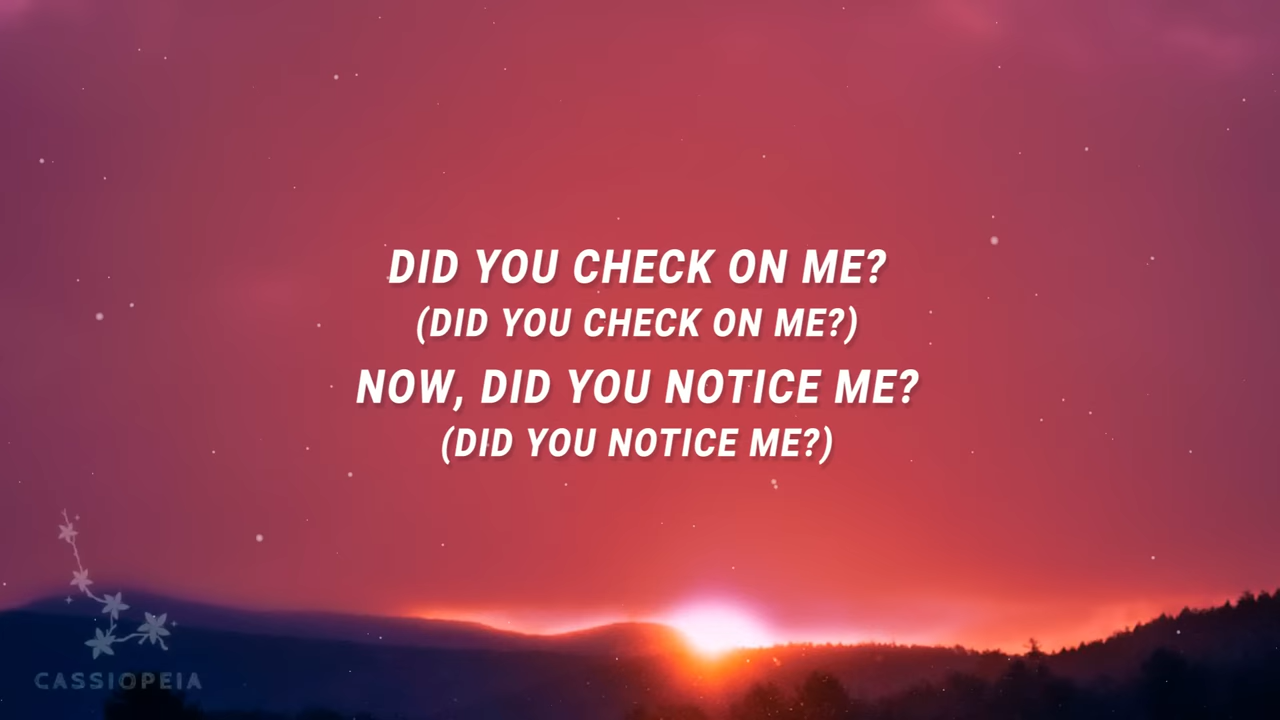 DID YOU CHECK ON ME?
(DID YOU CHECK ON ME?)
NOW, DID YOU NOTICE ME?
(DID YOU NOTICE ME?)
CASSIOPEIA